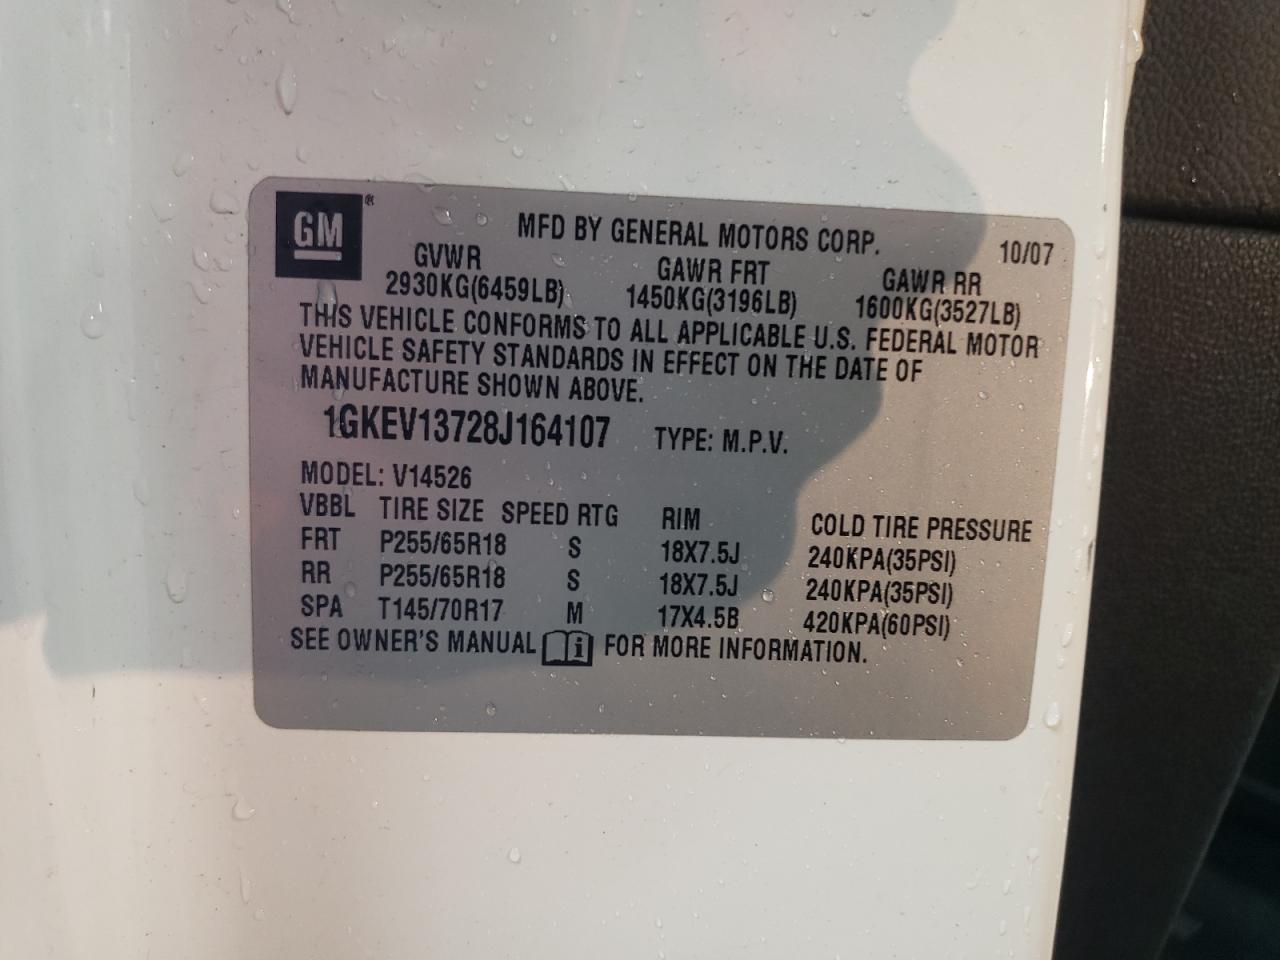 GM®
MFD BY GENERAL MOTORS CORP. 10/07
GVWR GAWR FRT GAWR RR
2930KG(6459LB) 1450KG(3196LB) 1600KG(3527LB)
THIS VEHICLE CONFORMS TO ALL APPLICABLE U.S. FEDERAL MOTOR
VEHICLE SAFETY STANDARDS IN EFFECT ON THE DATE OF
MANUFACTURE SHOWN ABOVE.
1GKEV13728J164107 TYPE: M.P.V.
MODEL: V14526
VBBL TIRE SIZE SPEED RTG RIM COLD TIRE PRESSURE
FRT P255/65R18 S 18X7.5J 240KPA(35PSI)
RR P255/65R18 S 18X7.5J 240KPA(35PSI)
SPA T145/70R17 M 17X4.5B 420KPA(60PSI)
SEE OWNER'S MANUAL i FOR MORE INFORMATION.